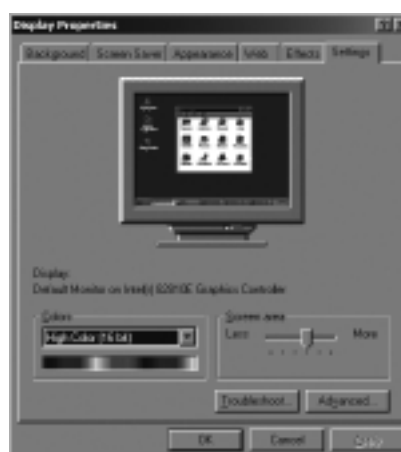 Display Properties
Background Screen Saver Appearance Web Effects Settings
Display:
Default Monitor on Intel(r) 82810E Graphics Controller
Colors
High Color (16 bit)
Screen area
Less
More
Troubleshoot... Advanced...
OK Cancel Apply